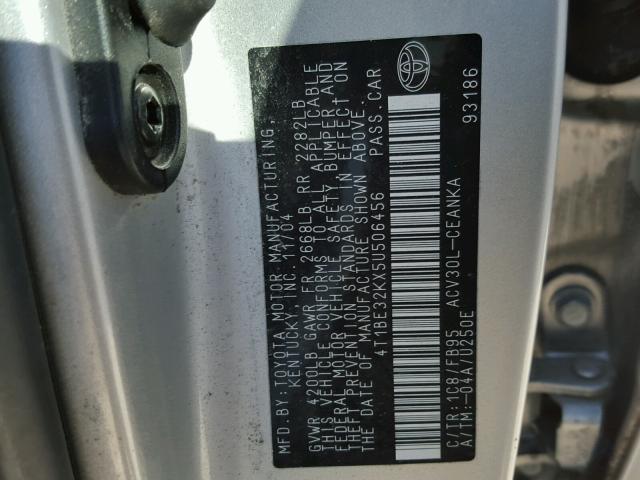 MFD.BY: TOYOTA MOTOR MANUFACTURING,
KENTUCKY, INC. 11/04
GVWR 4200LB GAWR FR 2668LB RR 2282LB
THIS VEHICLE CONFORMS TO ALL APPLICABLE
FEDERAL MOTOR VEHICLE SAFETY BUMPER AND
THEFT PREVENTION STANDARDS IN EFFECT ON
THE DATE OF MANUFACTURE SHOWN ABOVE.
4T1BE32KX5U506456 PASS. CAR
C/TR: 1C8/FB95 ACV30L-CEANKA
A/TM: -04A/U250E 93186